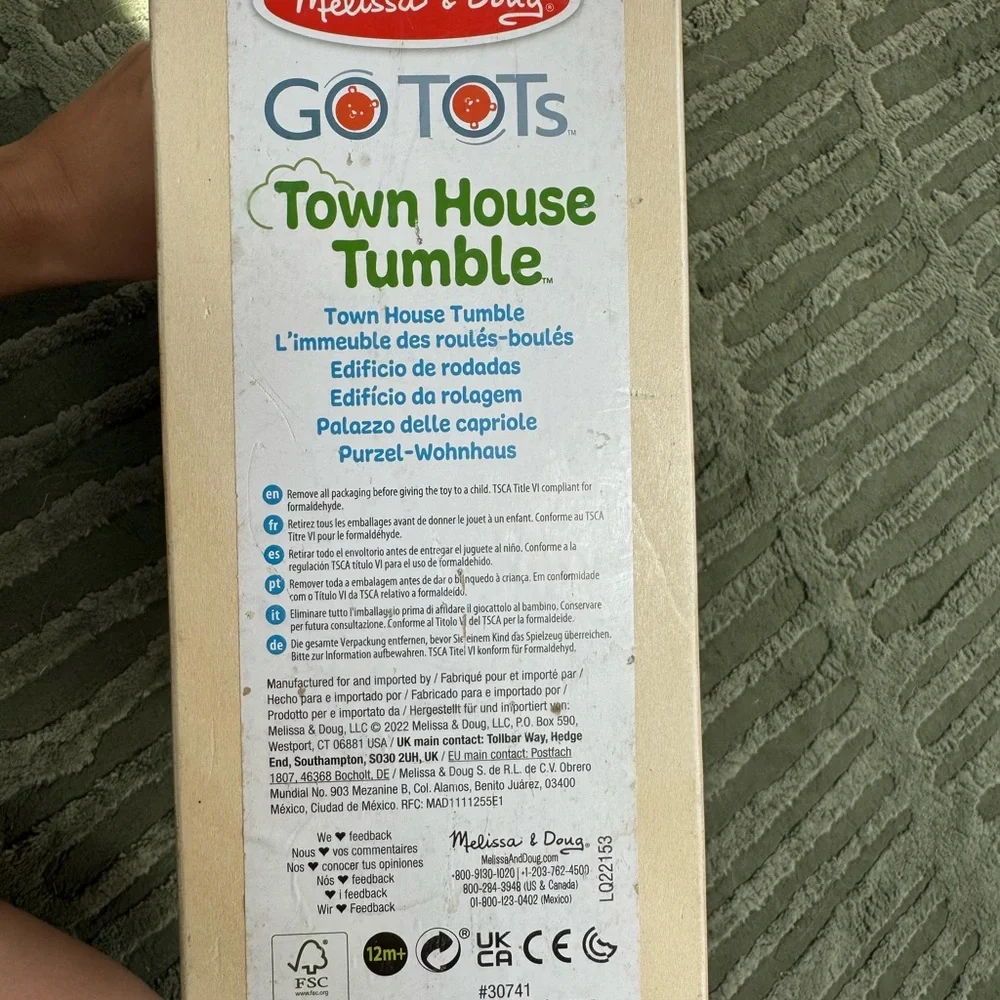 Melissa & Doug®
GO TOTs™
Town House
Tumble™
Town House Tumble
L'immeuble des roulés-boulés
Edificio de rodadas
Edifício da rolagem
Palazzo delle capriole
Purzel-Wohnhaus
en Remove all packaging before giving the toy to a child. TSCA Title VI compliant for
formaldehyde.
fr Retirez tous les emballages avant de donner le jouet à un enfant. Conforme au TSCA
Titre VI pour le formaldéhyde.
es Retirar todo el envoltorio antes de entregar el juguete al niño. Conforme a la
regulación TSCA título VI para el uso de formaldehido.
pt Remover toda a embalagem antes de dar o brinquedo à criança. Em conformidade
com o Título VI da TSCA relativo a formaldeído.
it Eliminare tutto l'imballaggio prima di affidare il giocattolo al bambino. Conservare
per futura consultazione. Conforme al Titolo VI del TSCA per la formaldeide.
de Die gesamte Verpackung entfernen, bevor Sie einem Kind das Spielzeug überreichen.
Bitte zur Information aufbewahren. TSCA Titel VI konform für Formaldehyd.
Manufactured for and imported by / Fabriqué pour et importé par /
Hecho para e importado por / Fabricado para e importado por /
Prodotto per e importato da / Hergestellt für und inportiert von:
Melissa & Doug, LLC © 2022 Melissa & Doug, LLC, P.O. Box 590,
Westport, CT 06881 USA / UK main contact: Tollbar Way, Hedge
End, Southampton, SO30 2UH, UK / EU main contact: Postfach
1807, 46368 Bocholt, DE / Melissa & Doug S. de R.L. de C.V. Obrero
Mundial No. 903 Mezanine B, Col. Alamos, Benito Juárez, 03400
México, Ciudad de México. RFC: MAD1111255E1
We ♥ feedback
Nous ♥ vos commentaires
Nos ♥ conocer tus opiniones
Nós ♥ feedback
♥ i feedback
Wir ♥ Feedback
Melissa & Doug®
MelissaAndDoug.com
+800-9130-1020 | +1-203-762-4500
800-284-3948 (US & Canada)
01-800-123-0402 (Mexico)
LQ22153
FSC
www.fsc.org
12m+
®
UK
CA
CE
#30741